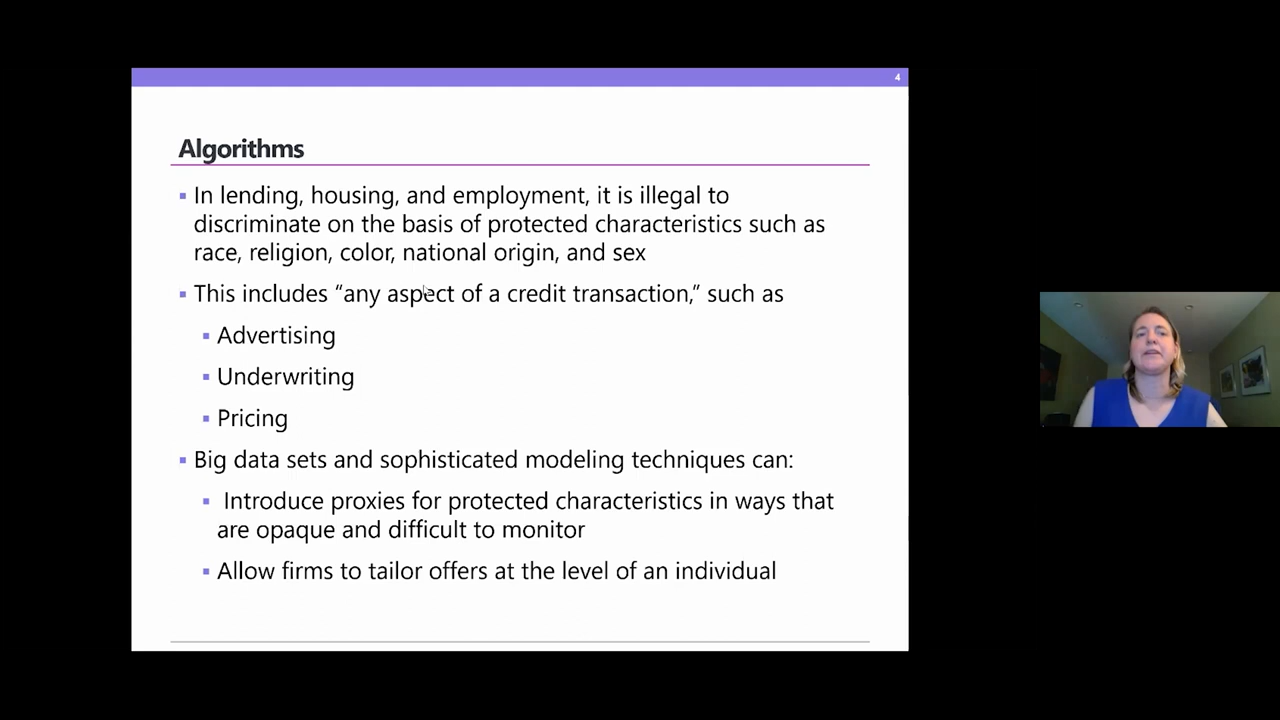 4
Algorithms
▪ In lending, housing, and employment, it is illegal to
discriminate on the basis of protected characteristics such as
race, religion, color, national origin, and sex
▪ This includes “any aspect of a credit transaction,” such as
▪ Advertising
▪ Underwriting
▪ Pricing
▪ Big data sets and sophisticated modeling techniques can:
▪ Introduce proxies for protected characteristics in ways that
are opaque and difficult to monitor
▪ Allow firms to tailor offers at the level of an individual